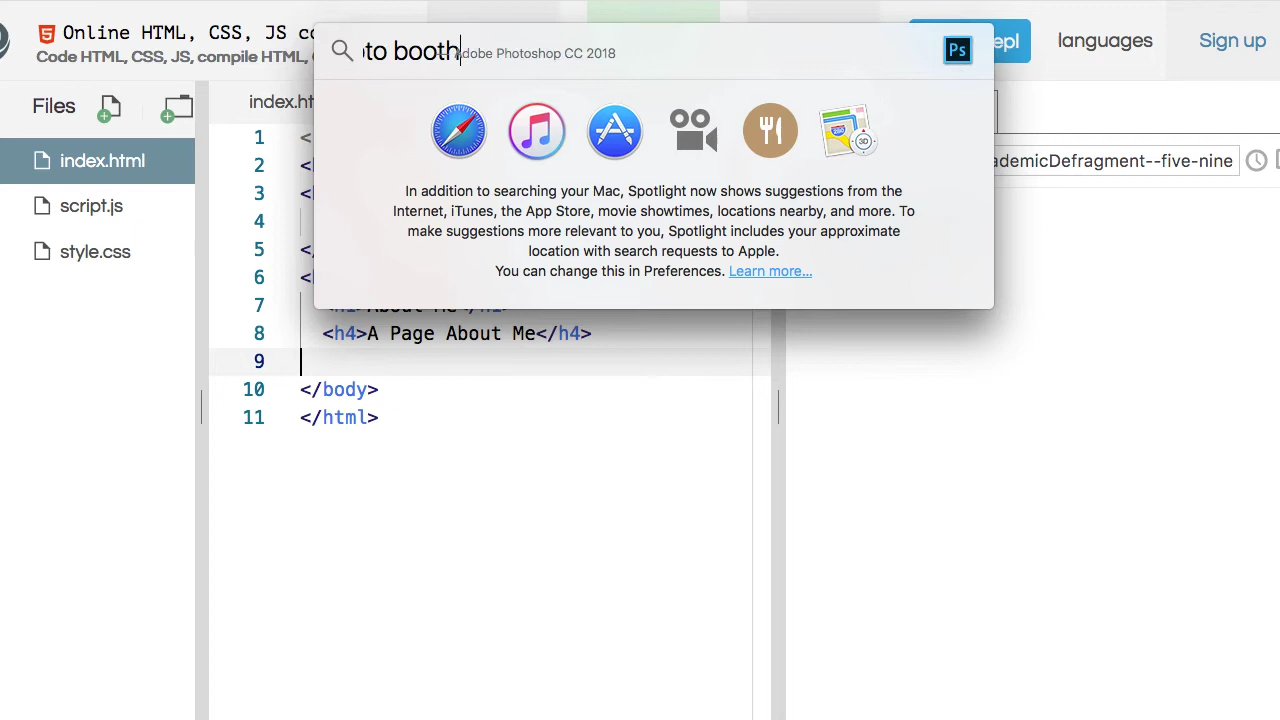 Online HTML, CSS, JS
Code HTML, CSS, JS, compile HTML,
to booth
Adobe Photoshop CC 2018
Ps
languages
Sign up
Files
index.html
script.js
style.css
1 <
2 <
3 <
4
5 </
6 <
7
8 <h4>A Page About Me</h4>
9
10 </body>
11 </html>
3D
In addition to searching your Mac, Spotlight now shows suggestions from the
Internet, iTunes, the App Store, movie showtimes, locations nearby, and more. To
make suggestions more relevant to you, Spotlight includes your approximate
location with search requests to Apple.
You can change this in Preferences. Learn more...
ademicDefragment--five-nine